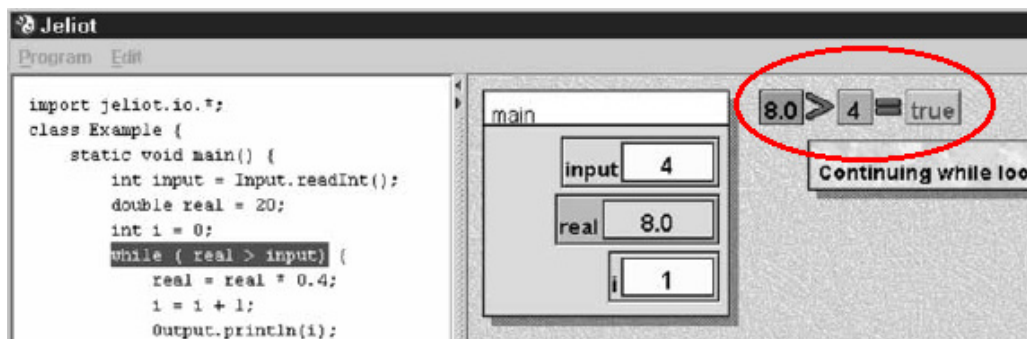 Jeliot
Program Edit
import jeliot.io.*;
class Example {
static void main() {
int input = Input.readInt();
double real = 20;
int i = 0;
while ( real > input) {
real = real * 0.4;
i = i + 1;
Output.println(i);
main
input 4
real 8.0
i 1
8.0 > 4 = true
Continuing while loo